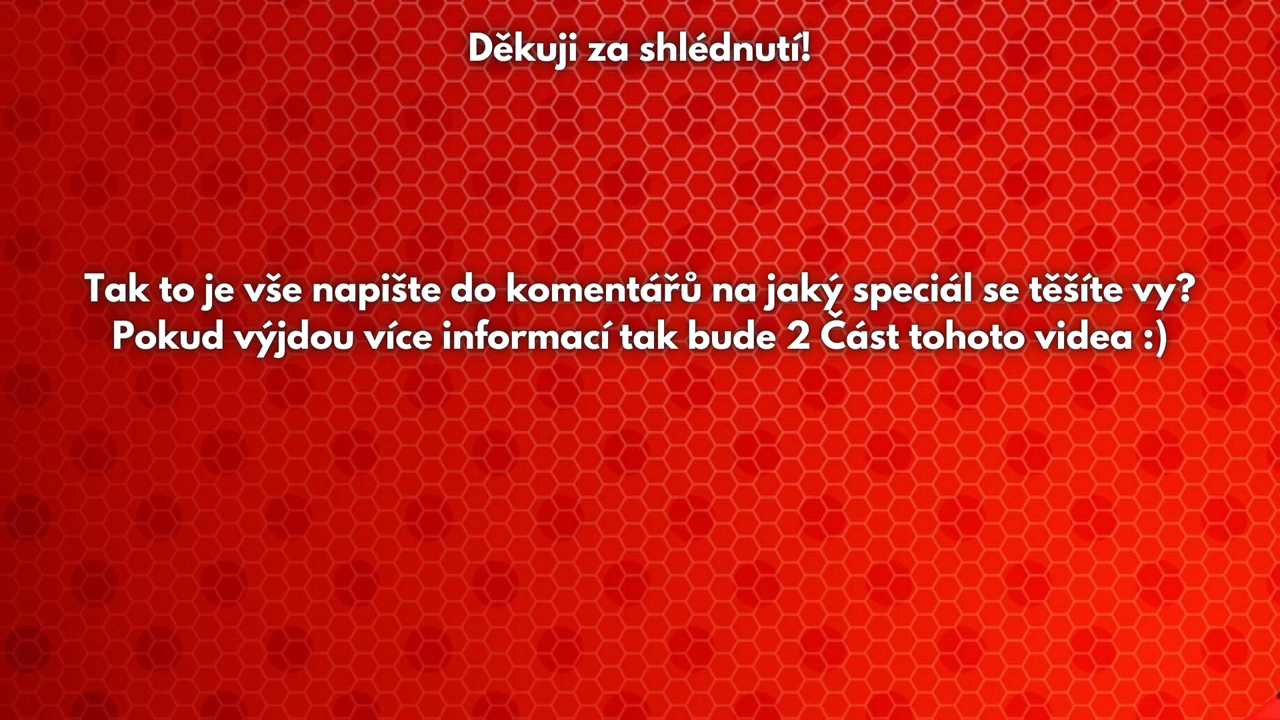 Děkuji za shlédnutí!
Tak to je vše napište do komentářů na jaký speciál se těšíte vy?
Pokud výjdou více informací tak bude 2 Část tohoto videa :)